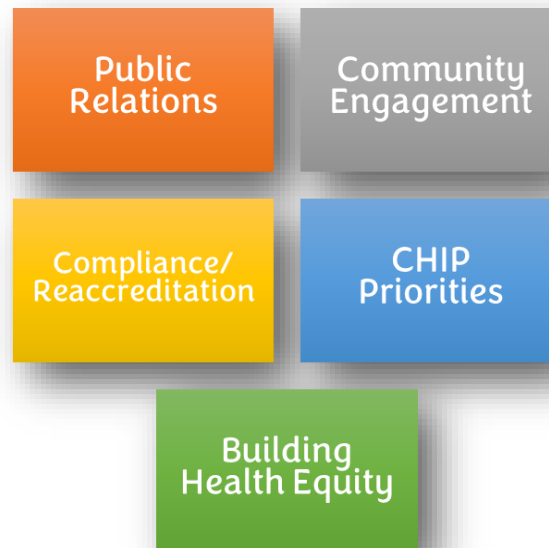 Public
Relations
Community
Engagement
Compliance/
Reaccreditation
CHIP
Priorities
Building
Health Equity